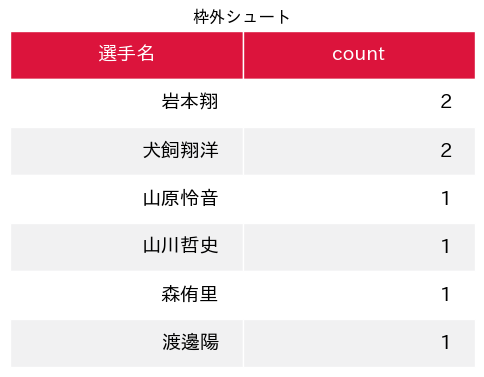 枠外シュート
選手名 count
岩本翔 2
犬飼翔洋 2
山原怜音 1
山川哲史 1
森侑里 1
渡邊陽 1